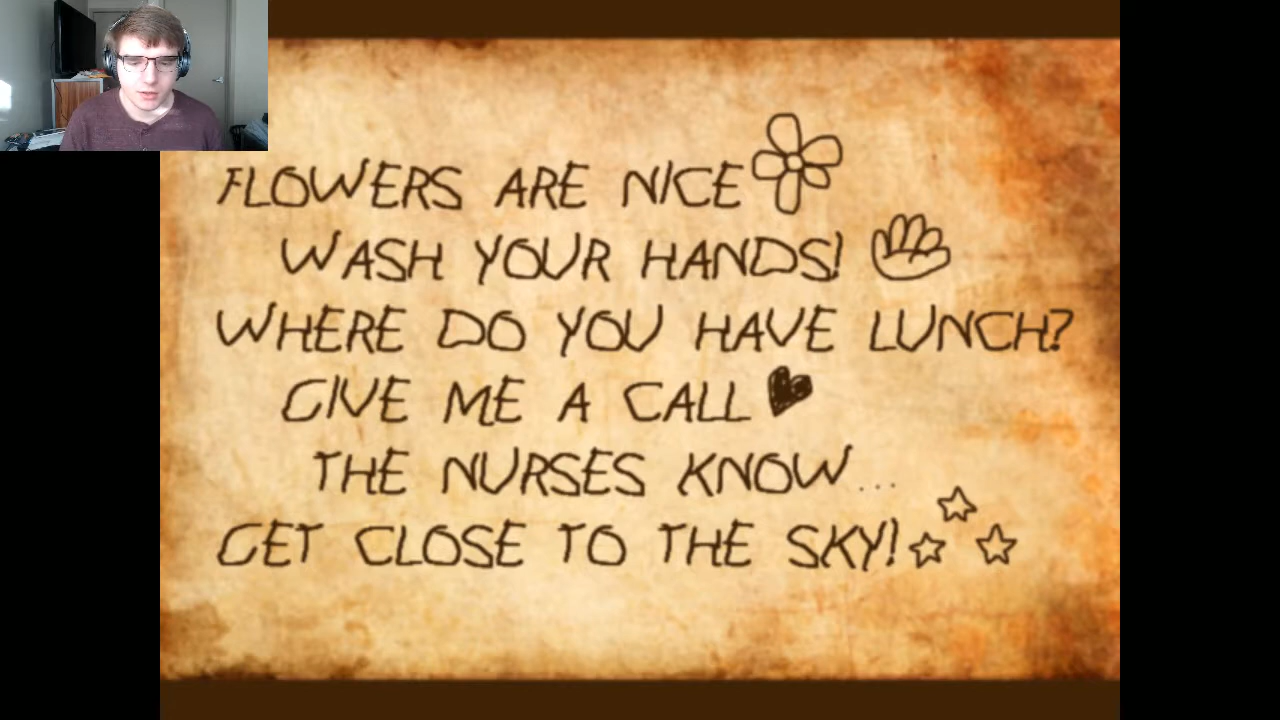 FLOWERS ARE NICE
WASH YOUR HANDS!
WHERE DO YOU HAVE LUNCH?
GIVE ME A CALL
THE NURSES KNOW...
GET CLOSE TO THE SKY!